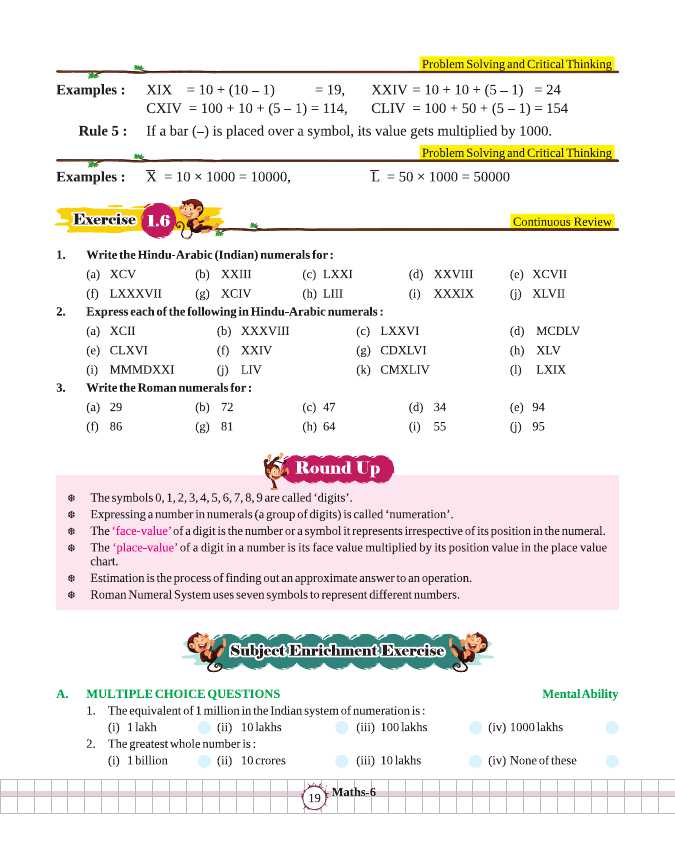 Problem Solving and Critical Thinking
Examples : XIX = 10 + (10 – 1) = 19, XXIV = 10 + 10 + (5 – 1) = 24
CXIV = 100 + 10 + (5 – 1) = 114, CLIV = 100 + 50 + (5 – 1) = 154
Rule 5 : If a bar (–) is placed over a symbol, its value gets multiplied by 1000.
Problem Solving and Critical Thinking
Examples : X̅ = 10 × 1000 = 10000, L̅ = 50 × 1000 = 50000
Exercise 1.6
Continuous Review
1. Write the Hindu-Arabic (Indian) numerals for :
(a) XCV (b) XXIII (c) LXXI (d) XXVIII (e) XCVII
(f) LXXXVII (g) XCIV (h) LIII (i) XXXIX (j) XLVII
2. Express each of the following in Hindu-Arabic numerals :
(a) XCII (b) XXXVIII (c) LXXVI (d) MCDLV
(e) CLXVI (f) XXIV (g) CDXLVI (h) XLV
(i) MMMDXXI (j) LIV (k) CMXLIV (l) LXIX
3. Write the Roman numerals for :
(a) 29 (b) 72 (c) 47 (d) 34 (e) 94
(f) 86 (g) 81 (h) 64 (i) 55 (j) 95
Round Up
❆ The symbols 0, 1, 2, 3, 4, 5, 6, 7, 8, 9 are called ‘digits’.
❆ Expressing a number in numerals (a group of digits) is called ‘numeration’.
❆ The ‘face-value’ of a digit is the number or a symbol it represents irrespective of its position in the numeral.
❆ The ‘place-value’ of a digit in a number is its face value multiplied by its position value in the place value
chart.
❆ Estimation is the process of finding out an approximate answer to an operation.
❆ Roman Numeral System uses seven symbols to represent different numbers.
Subject Enrichment Exercise
A. MULTIPLE CHOICE QUESTIONS Mental Ability
1. The equivalent of 1 million in the Indian system of numeration is :
(i) 1 lakh (ii) 10 lakhs (iii) 100 lakhs (iv) 1000 lakhs
2. The greatest whole number is :
(i) 1 billion (ii) 10 crores (iii) 10 lakhs (iv) None of these
19 Maths-6